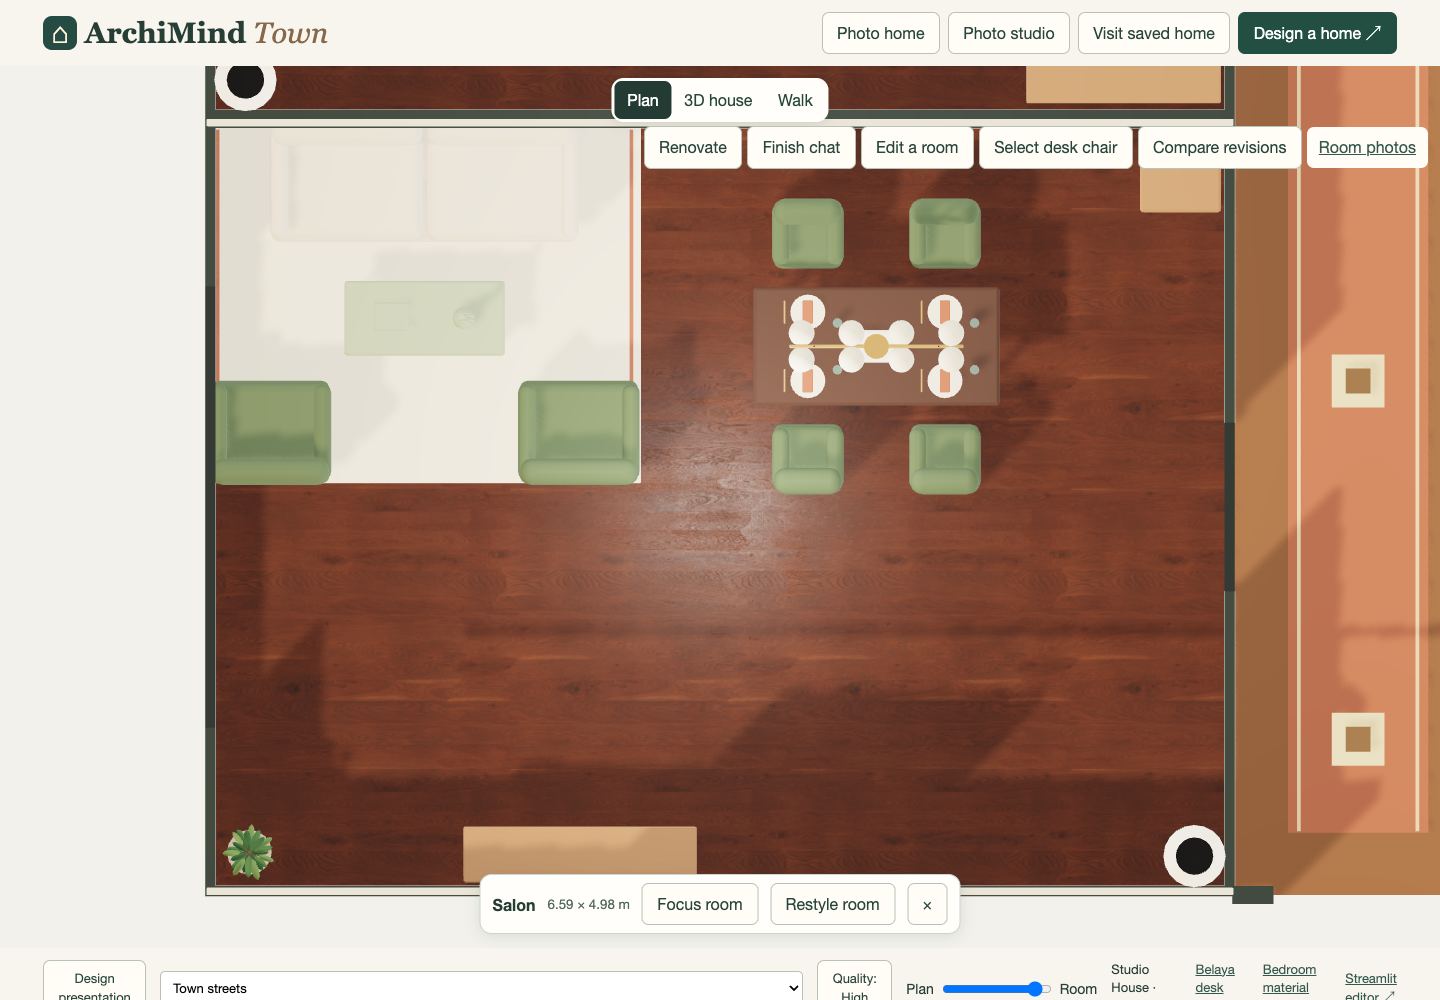 ArchiMind Town
Photo home
Photo studio
Visit saved home
Design a home ↗
Plan
3D house
Walk
Renovate
Finish chat
Edit a room
Select desk chair
Compare revisions
Room photos
Salon
6.59 × 4.98 m
Focus room
Restyle room
×
Design
presentation
Town streets
Quality:
High
Plan
Room
Studio
House ·
Belaya
desk
Bedroom
material
Streamlit
editor ↗